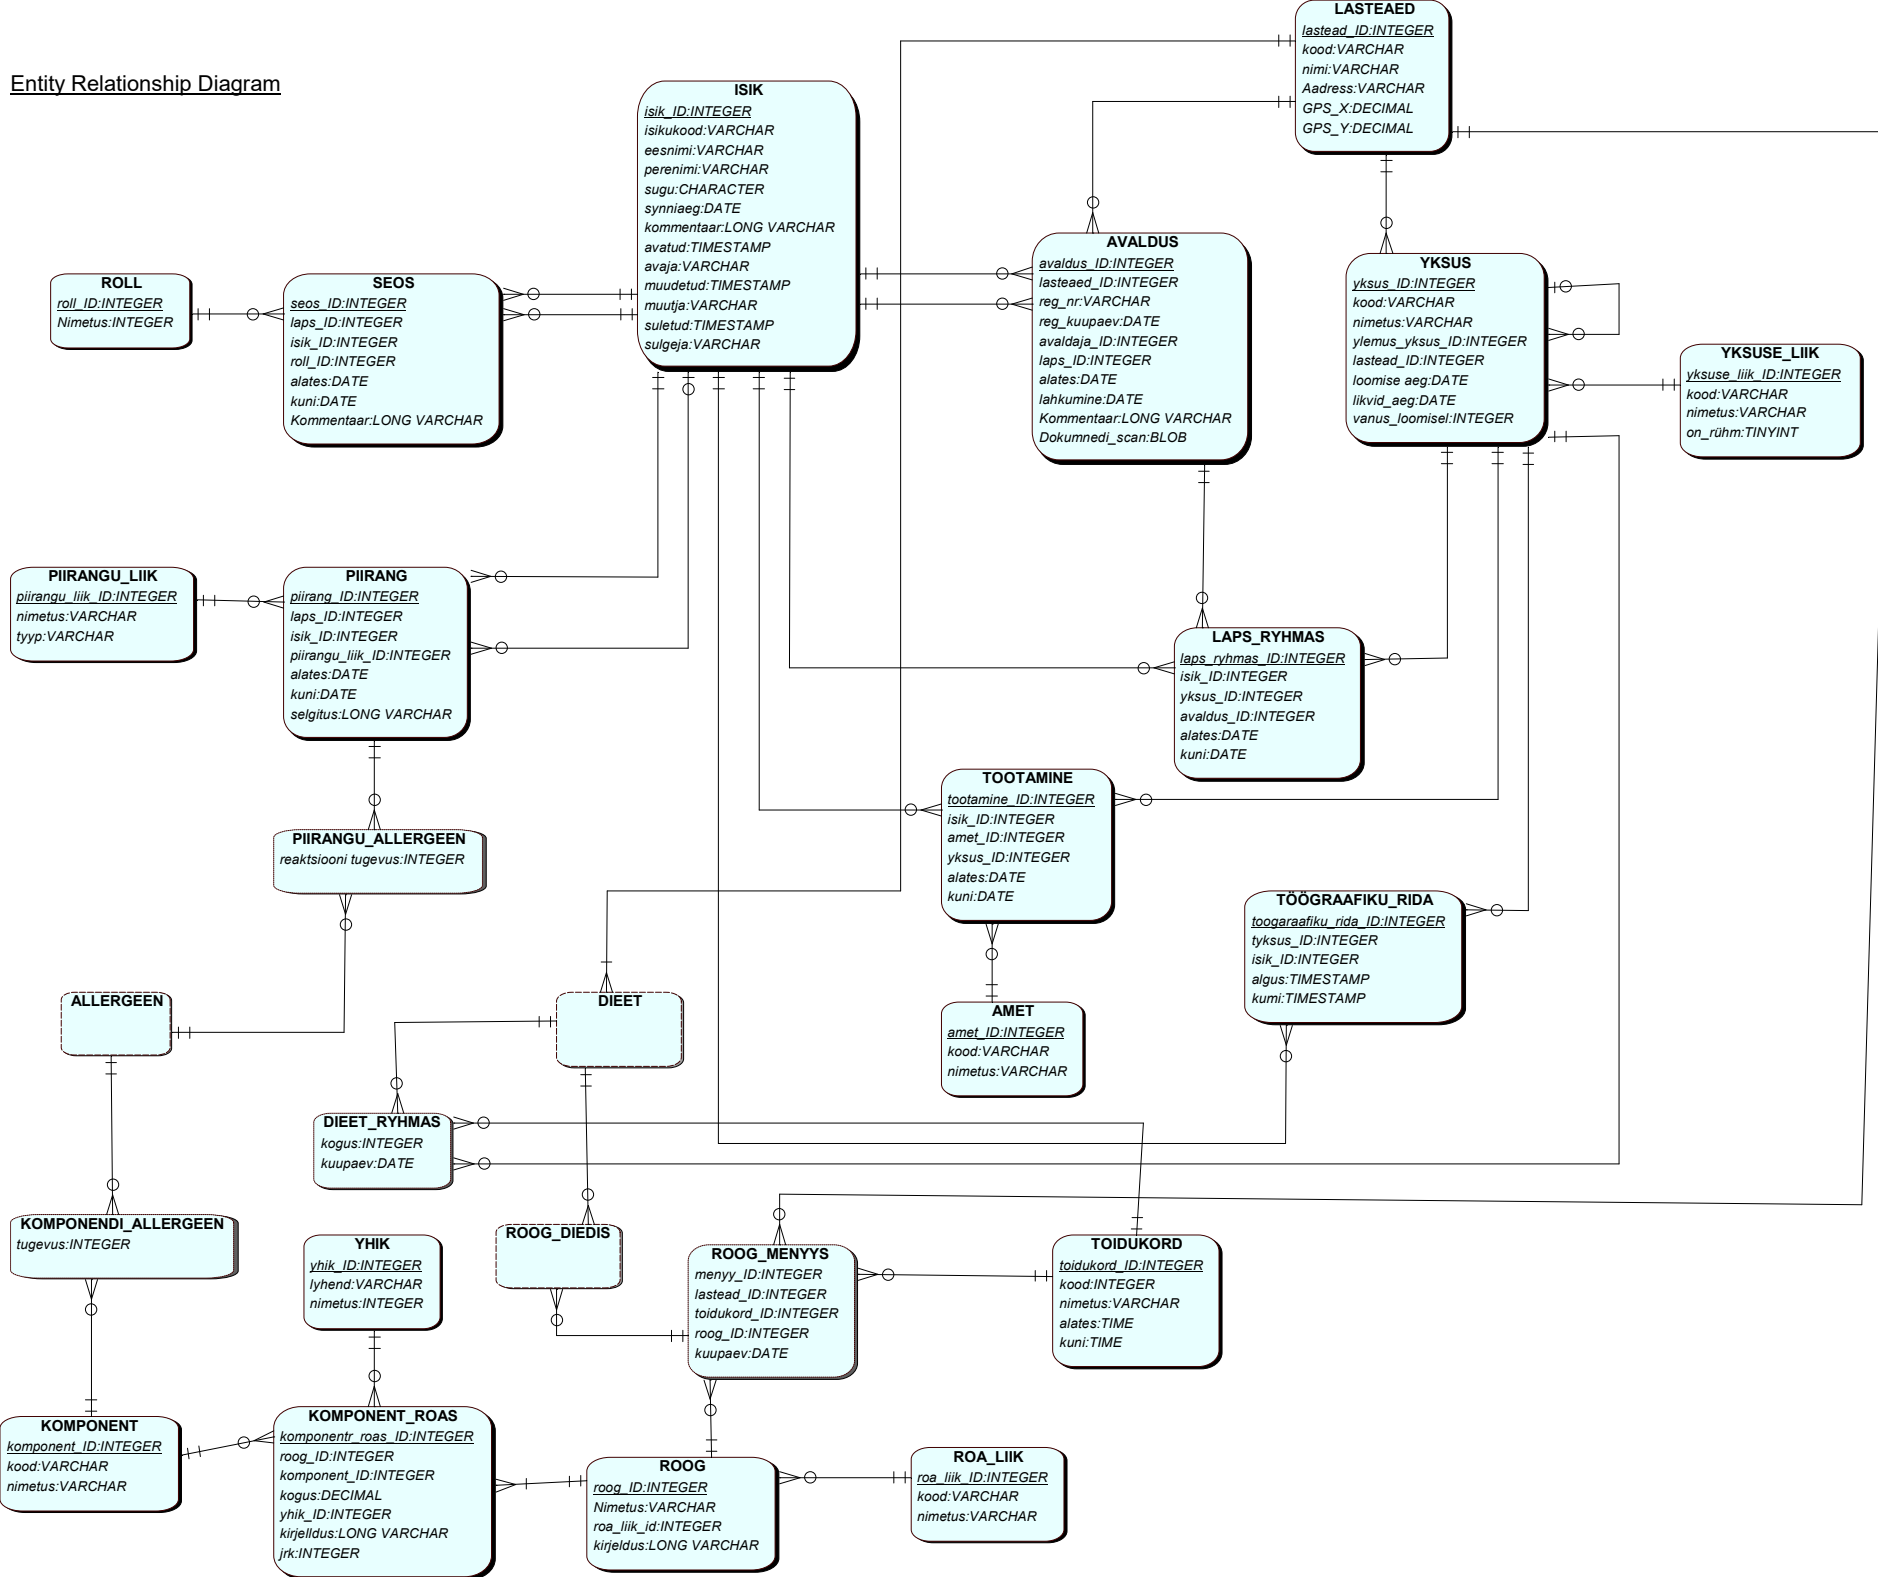 Entity Relationship Diagram
LASTEAED
lastead_ID:INTEGER
kood:VARCHAR
nimi:VARCHAR
Aadress:VARCHAR
GPS_X:DECIMAL
GPS_Y:DECIMAL
ISIK
isik_ID:INTEGER
isikukood:VARCHAR
eesnimi:VARCHAR
perenimi:VARCHAR
sugu:CHARACTER
synniaeg:DATE
kommentaar:LONG VARCHAR
avatud:TIMESTAMP
avaja:VARCHAR
muudetud:TIMESTAMP
muutja:VARCHAR
suletud:TIMESTAMP
sulgeja:VARCHAR
ROLL
roll_ID:INTEGER
Nimetus:INTEGER
SEOS
seos_ID:INTEGER
laps_ID:INTEGER
isik_ID:INTEGER
roll_ID:INTEGER
alates:DATE
kuni:DATE
Kommentaar:LONG VARCHAR
AVALDUS
avaldus_ID:INTEGER
lasteaed_ID:INTEGER
reg_nr:VARCHAR
reg_kuupaev:DATE
avaldaja_ID:INTEGER
laps_ID:INTEGER
alates:DATE
lahkumine:DATE
Kommentaar:LONG VARCHAR
Dokumnedi_scan:BLOB
YKSUS
yksus_ID:INTEGER
kood:VARCHAR
nimetus:VARCHAR
ylemus_yksus_ID:INTEGER
lastead_ID:INTEGER
loomise aeg:DATE
likvid_aeg:DATE
vanus_loomisel:INTEGER
YKSUSE_LIIK
yksuse_liik_ID:INTEGER
kood:VARCHAR
nimetus:VARCHAR
on_rühm:TINYINT
PIIRANGU_LIIK
piirangu_liik_ID:INTEGER
nimetus:VARCHAR
tyyp:VARCHAR
PIIRANG
piirang_ID:INTEGER
laps_ID:INTEGER
isik_ID:INTEGER
piirangu_liik_ID:INTEGER
alates:DATE
kuni:DATE
selgitus:LONG VARCHAR
LAPS_RYHMAS
laps_ryhmas_ID:INTEGER
isik_ID:INTEGER
yksus_ID:INTEGER
avaldus_ID:INTEGER
alates:DATE
kuni:DATE
TOOTAMINE
tootamine_ID:INTEGER
isik_ID:INTEGER
amet_ID:INTEGER
yksus_ID:INTEGER
alates:DATE
kuni:DATE
PIIRANGU_ALLERGEEN
reaktsiooni tugevus:INTEGER
TÖÖGRAAFIKU_RIDA
toogaraafiku_rida_ID:INTEGER
tyksus_ID:INTEGER
isik_ID:INTEGER
algus:TIMESTAMP
kumi:TIMESTAMP
ALLERGEEN
DIEET
AMET
amet_ID:INTEGER
kood:VARCHAR
nimetus:VARCHAR
DIEET_RYHMAS
kogus:INTEGER
kuupaev:DATE
KOMPONENDI_ALLERGEEN
tugevus:INTEGER
YHIK
yhik_ID:INTEGER
lyhend:VARCHAR
nimetus:INTEGER
ROOG_DIEDIS
ROOG_MENYYS
menyy_ID:INTEGER
lastead_ID:INTEGER
toidukord_ID:INTEGER
roog_ID:INTEGER
kuupaev:DATE
TOIDUKORD
toidukord_ID:INTEGER
kood:INTEGER
nimetus:VARCHAR
alates:TIME
kuni:TIME
KOMPONENT
komponent_ID:INTEGER
kood:VARCHAR
nimetus:VARCHAR
KOMPONENT_ROAS
komponentr_roas_ID:INTEGER
roog_ID:INTEGER
komponent_ID:INTEGER
kogus:DECIMAL
yhik_ID:INTEGER
kirjelldus:LONG VARCHAR
jrk:INTEGER
ROOG
roog_ID:INTEGER
Nimetus:VARCHAR
roa_liik_id:INTEGER
kirjeldus:LONG VARCHAR
ROA_LIIK
roa_liik_ID:INTEGER
kood:VARCHAR
nimetus:VARCHAR